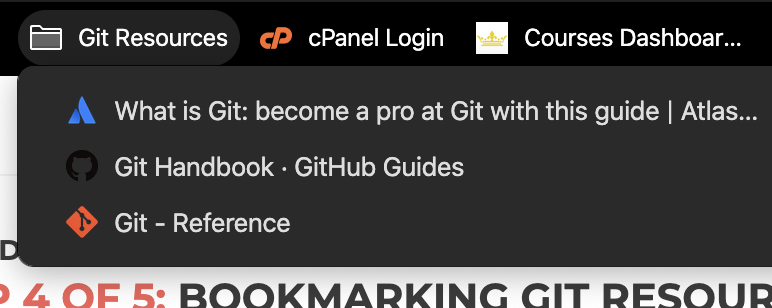 Git Resources cPanel Login Courses Dashboar...
What is Git: become a pro at Git with this guide | Atlas...
Git Handbook · GitHub Guides
Git - Reference
D
P 4 OF 5: BOOKMARKING GIT RESOUR